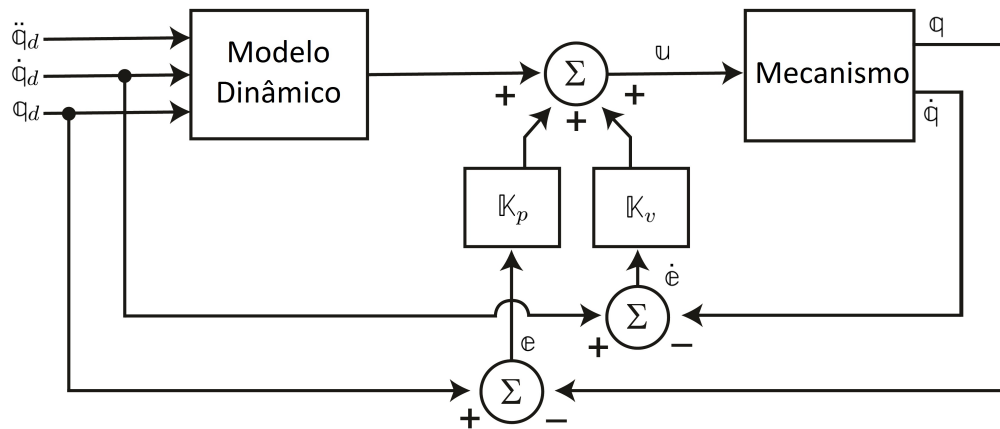 q̈d
q̇d
qd
Modelo
Dinâmico
Σ
+
+
+
u
Mecanismo
q
q̇
𝕂p
𝕂v
ė
Σ
+
−
e
Σ
+
−